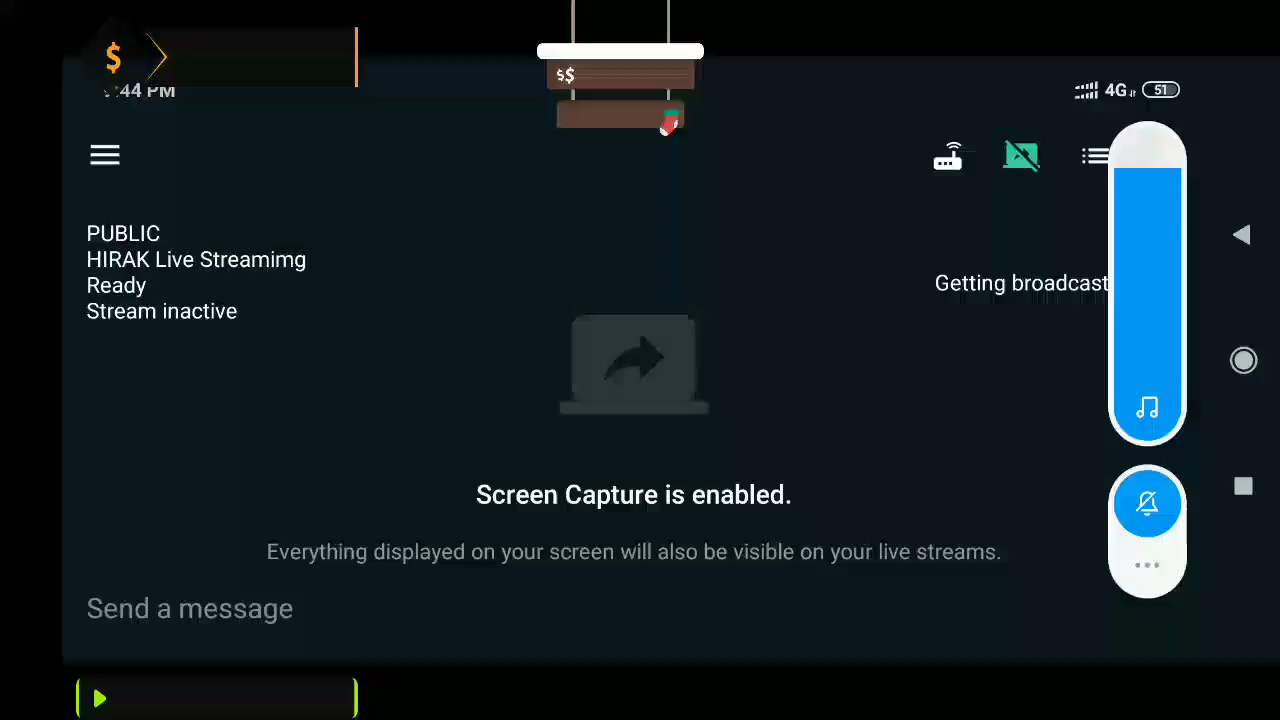 $
$$
:44 PM
4G
51
PUBLIC
HIRAK Live Streamimg
Ready
Stream inactive
Getting broadcast
Screen Capture is enabled.
Everything displayed on your screen will also be visible on your live streams.
Send a message